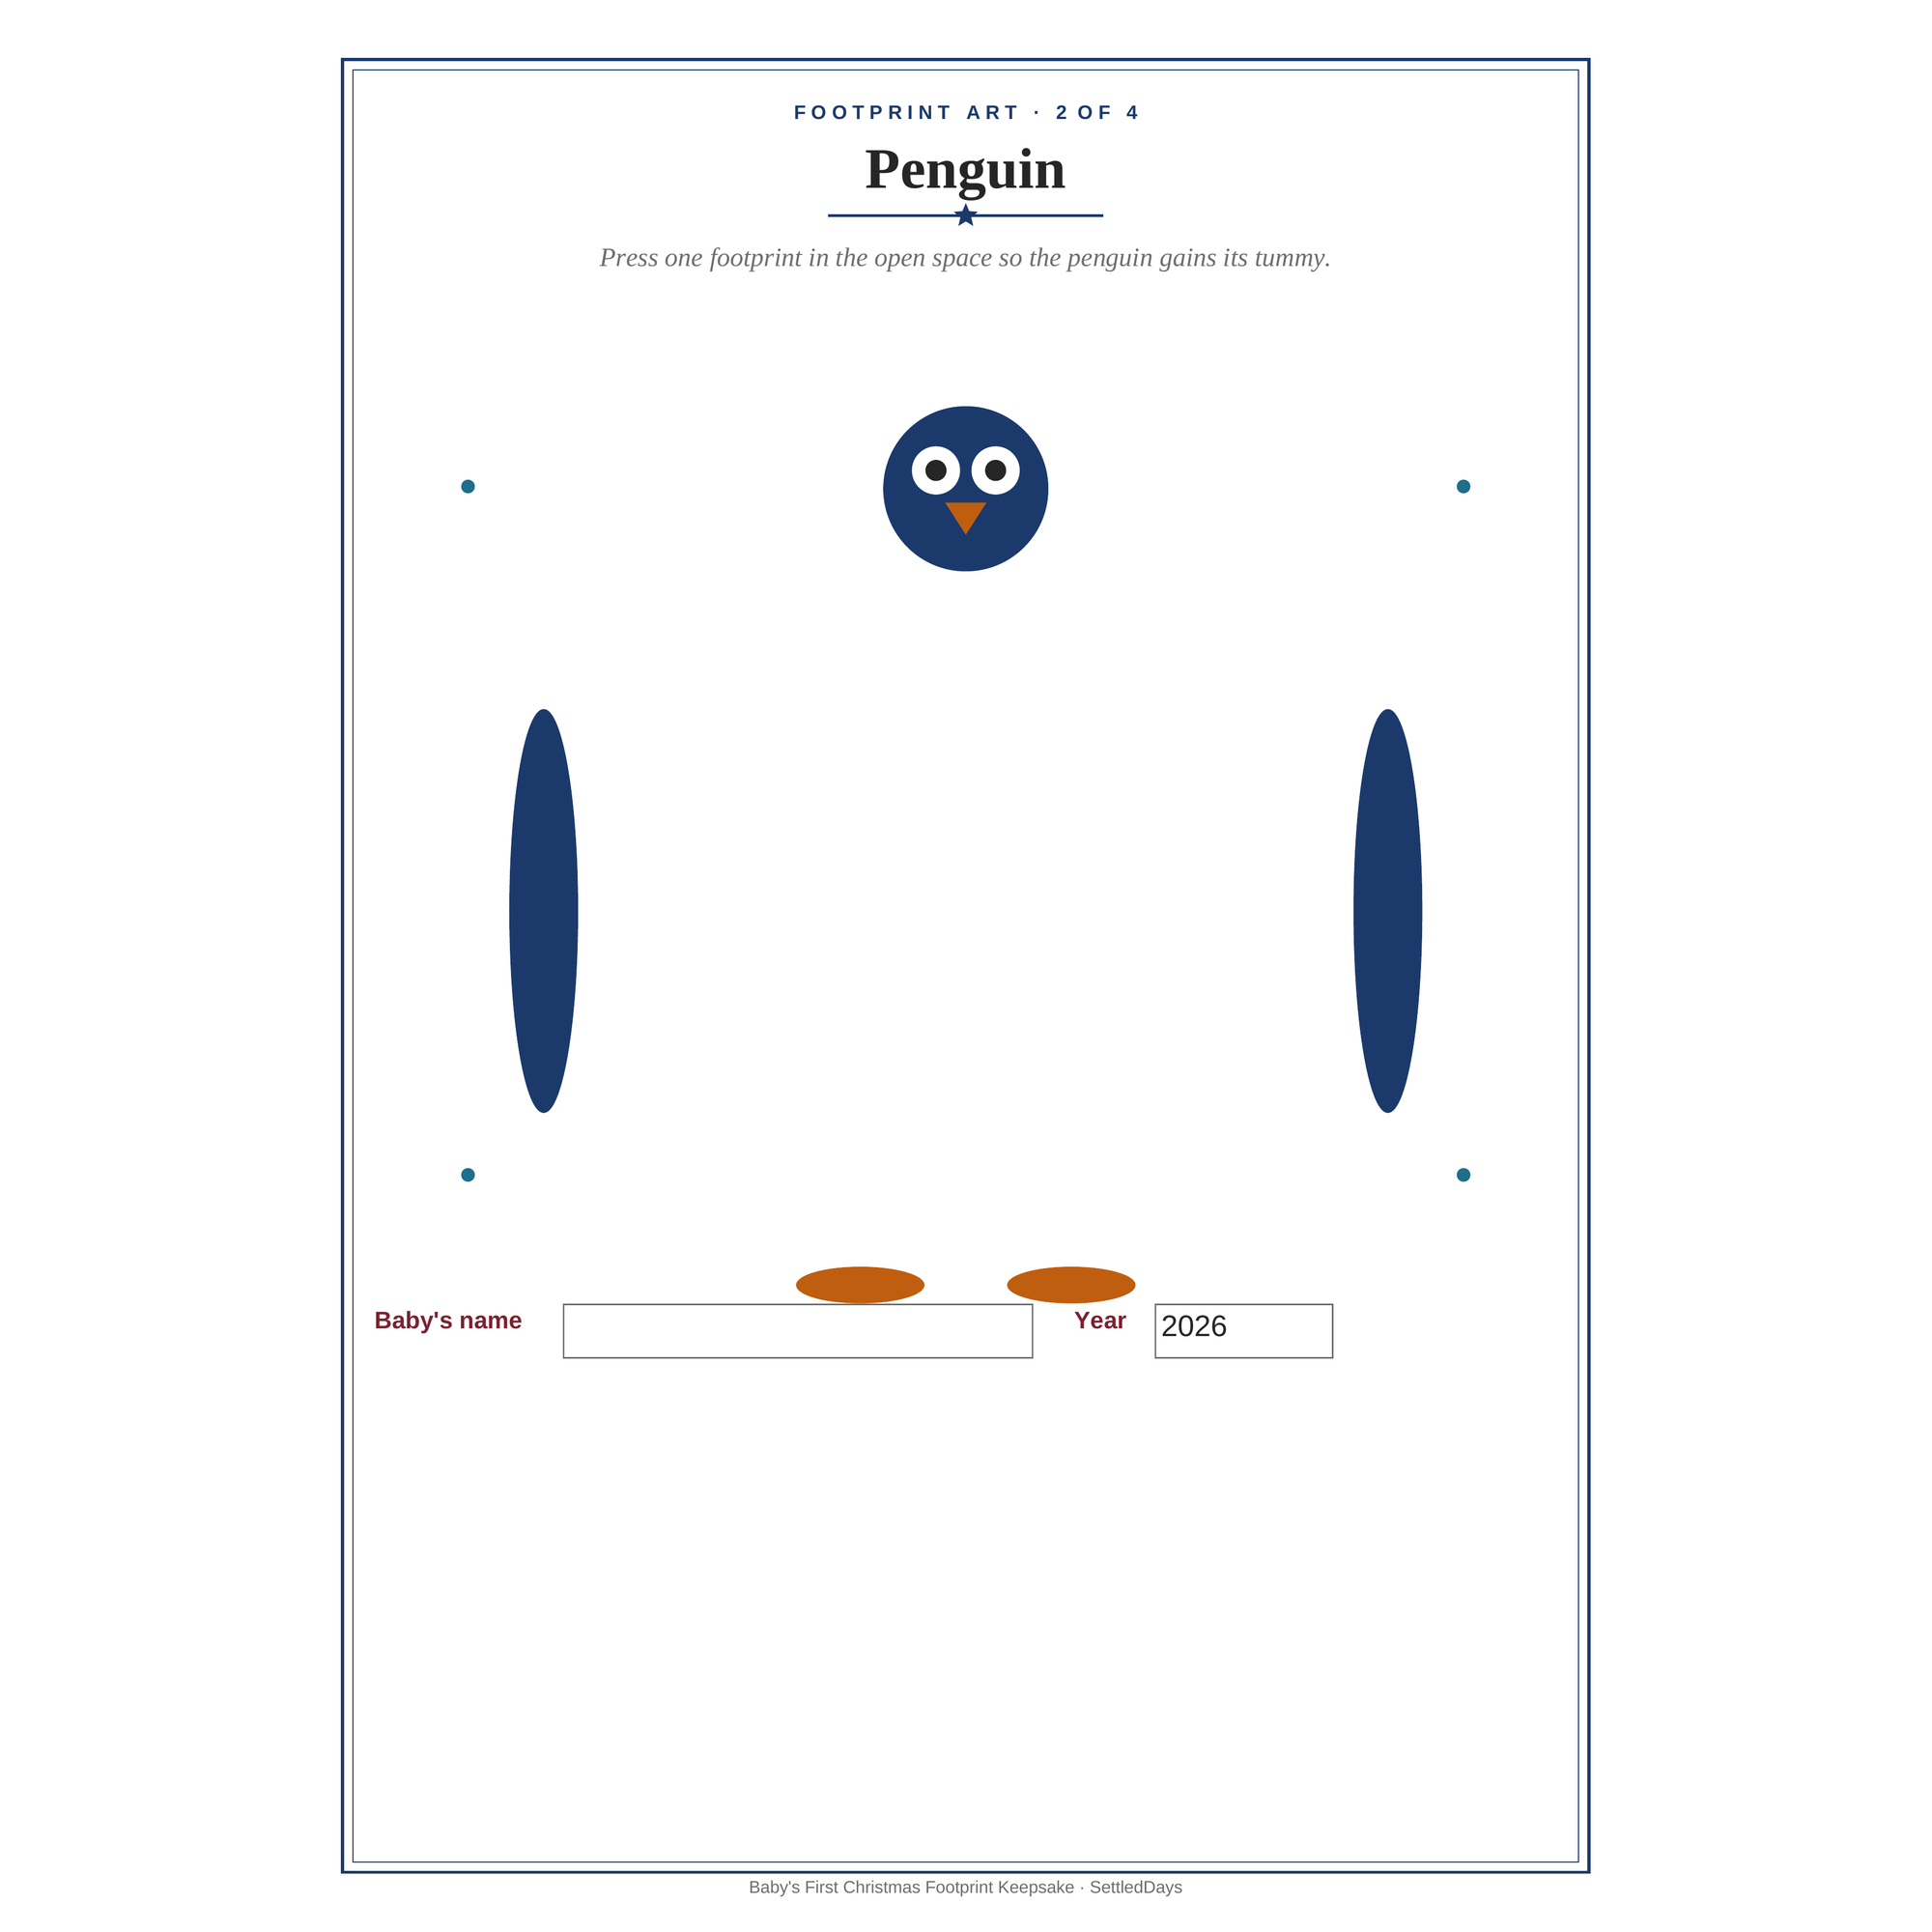 FOOTPRINT ART · 2 OF 4
Penguin
Press one footprint in the open space so the penguin gains its tummy.
Baby's name
Year 2026
Baby's First Christmas Footprint Keepsake · SettledDays